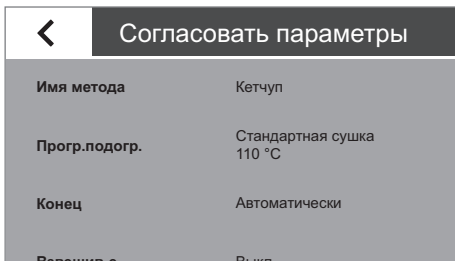 Согласовать параметры
Имя метода Кетчуп
Прогр.подогр. Стандартная сушка
110 °C
Конец Автоматически